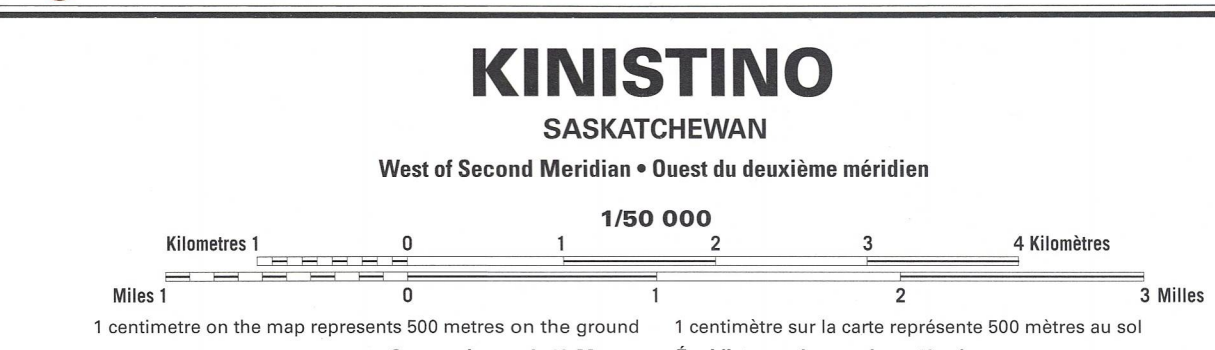 KINISTINO
SASKATCHEWAN
West of Second Meridian • Ouest du deuxième méridien
1/50 000
Kilometres 1 0 1 2 3 4 Kilomètres
Miles 1 0 1 2 3 Milles
1 centimetre on the map represents 500 metres on the ground 1 centimètre sur la carte représente 500 mètres au sol